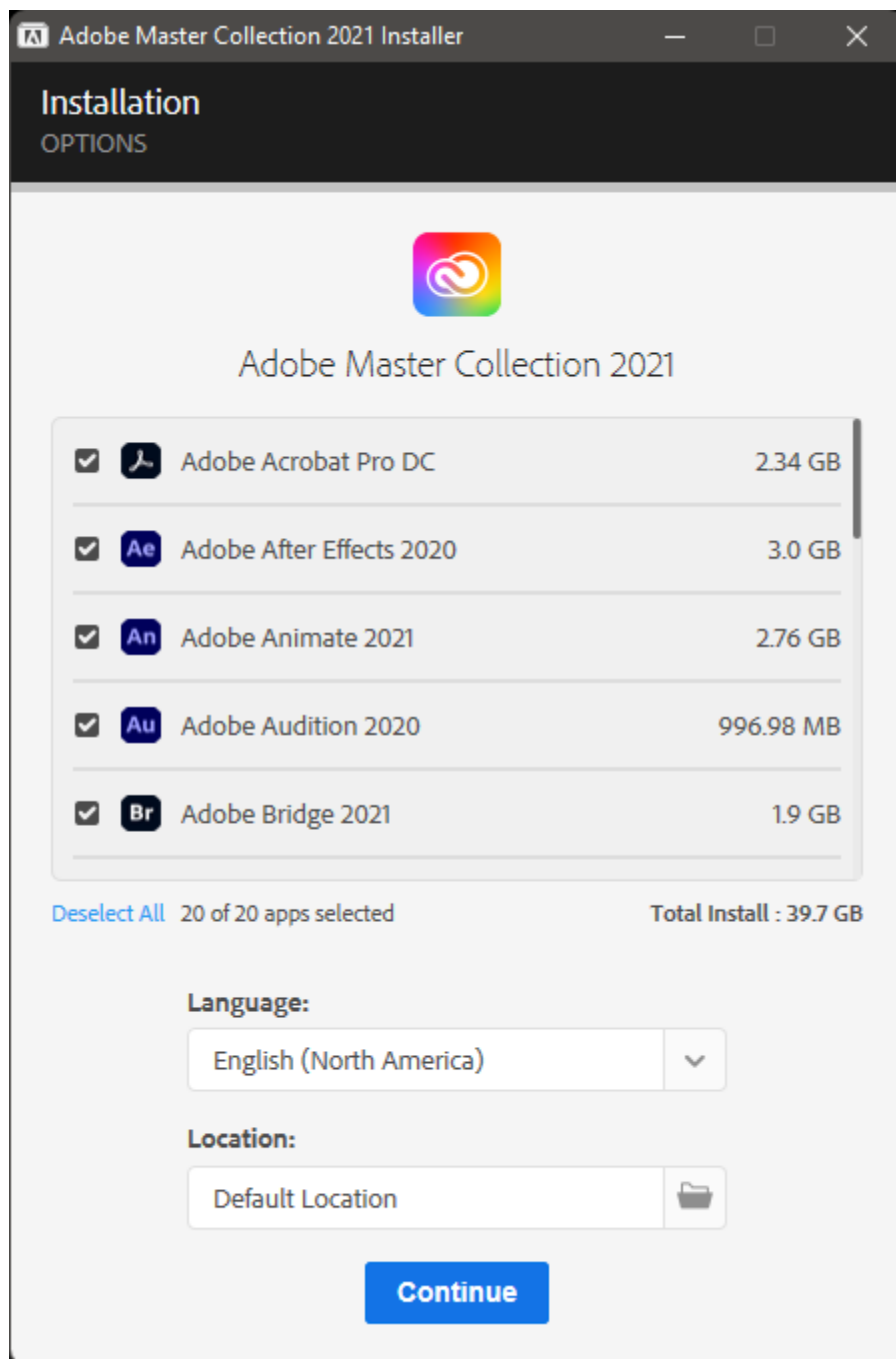 Adobe Master Collection 2021 Installer
Installation
OPTIONS
Adobe Master Collection 2021
Adobe Acrobat Pro DC 2.34 GB
Ae Adobe After Effects 2020 3.0 GB
An Adobe Animate 2021 2.76 GB
Au Adobe Audition 2020 996.98 MB
Br Adobe Bridge 2021 1.9 GB
Deselect All 20 of 20 apps selected Total Install : 39.7 GB
Language:
English (North America)
Location:
Default Location
Continue